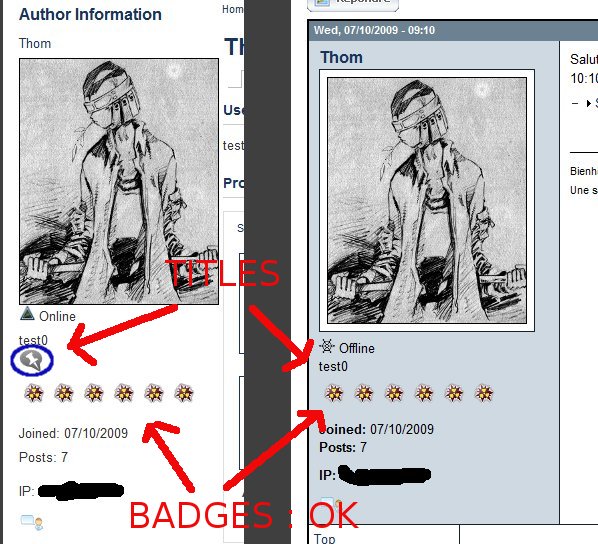 Author Information
Thom
Online
test0
Joined: 07/10/2009
Posts: 7
IP:
Hom
Use
test
Pro
TITLES
BADGES : OK
Répondre
Wed, 07/10/2009 - 09:10
Thom
Offline
test0
Joined: 07/10/2009
Posts: 7
IP:
Top
Salut
10:10
Bienh
Une s